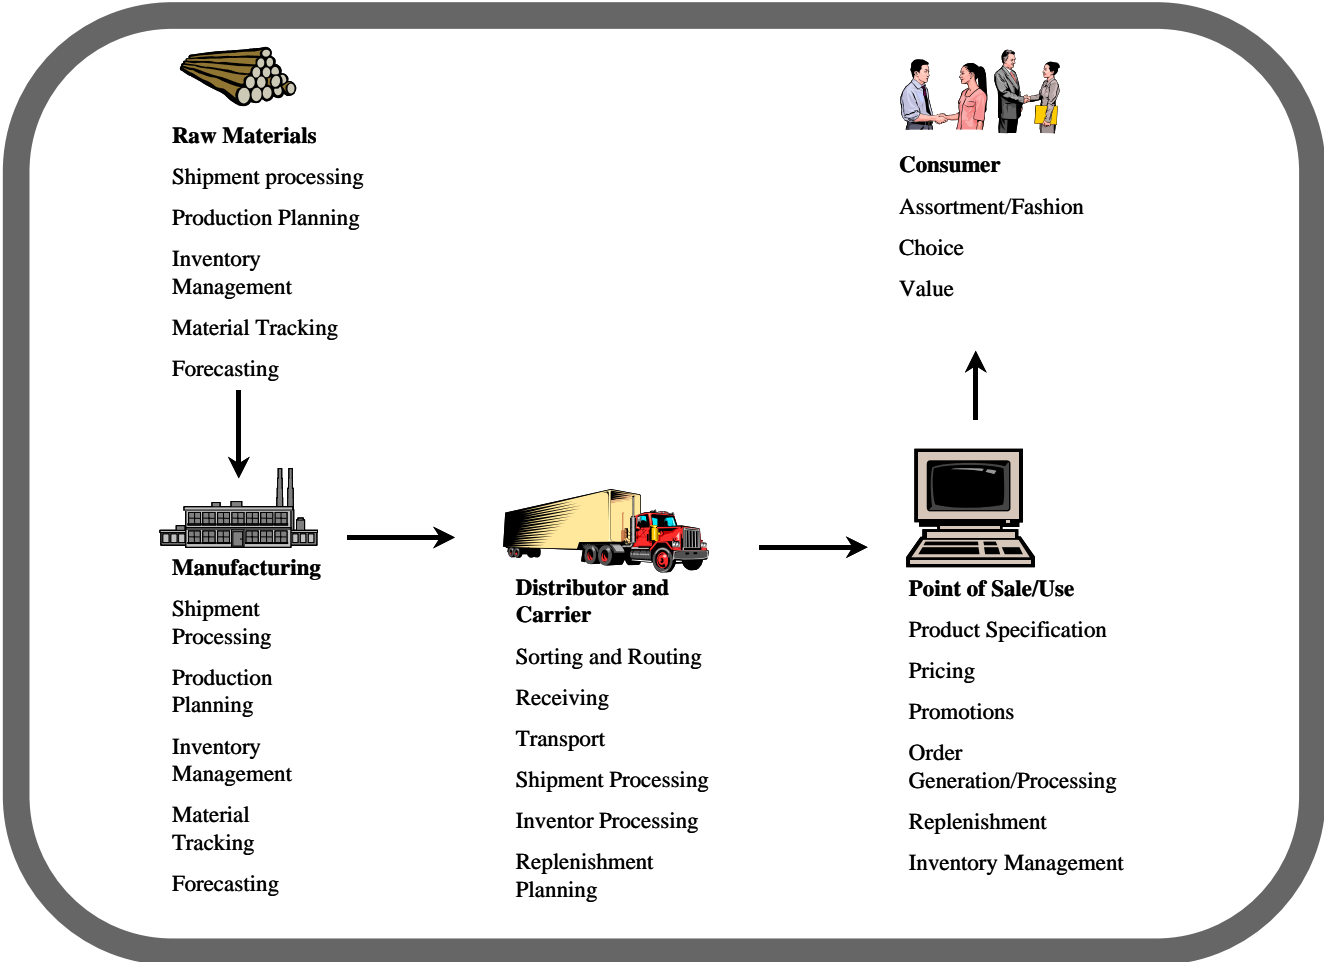 Raw Materials
Shipment processing
Production Planning
Inventory
Management
Material Tracking
Forecasting
Manufacturing
Shipment
Processing
Production
Planning
Inventory
Management
Material
Tracking
Forecasting
Distributor and
Carrier
Sorting and Routing
Receiving
Transport
Shipment Processing
Inventor Processing
Replenishment
Planning
Point of Sale/Use
Product Specification
Pricing
Promotions
Order
Generation/Processing
Replenishment
Inventory Management
Consumer
Assortment/Fashion
Choice
Value